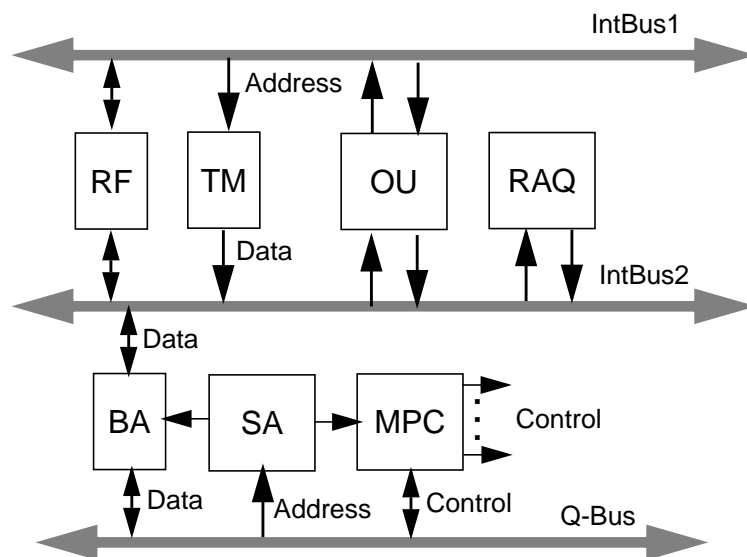 IntBus1
Address
RF
TM
OU
RAQ
Data
IntBus2
Data
BA
SA
MPC
Control
Data
Address
Control
Q-Bus